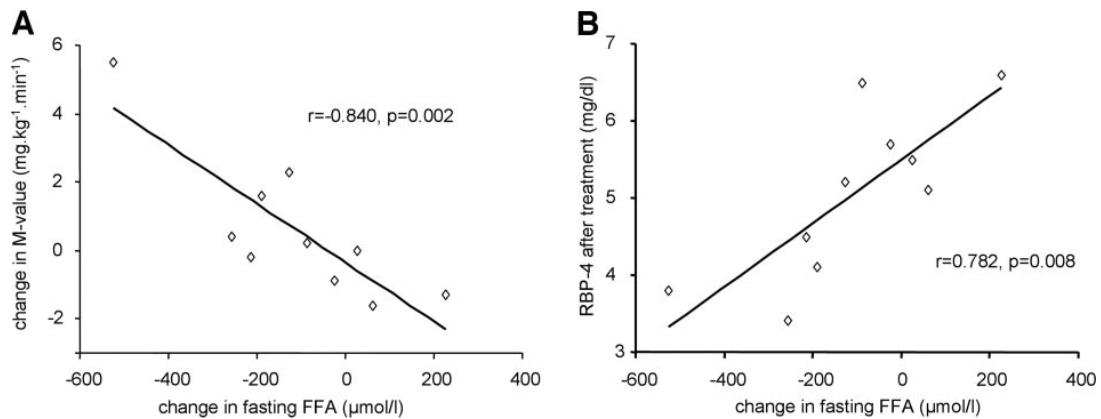 A
change in M-value (mg.kg⁻¹.min⁻¹)
6
4
2
0
-2
r=-0.840, p=0.002
-600 -400 -200 0 200 400
change in fasting FFA (µmol/l)
B
RBP-4 after treatment (mg/dl)
7
6
5
4
3
r=0.782, p=0.008
-600 -400 -200 0 200 400
change in fasting FFA (µmol/l)